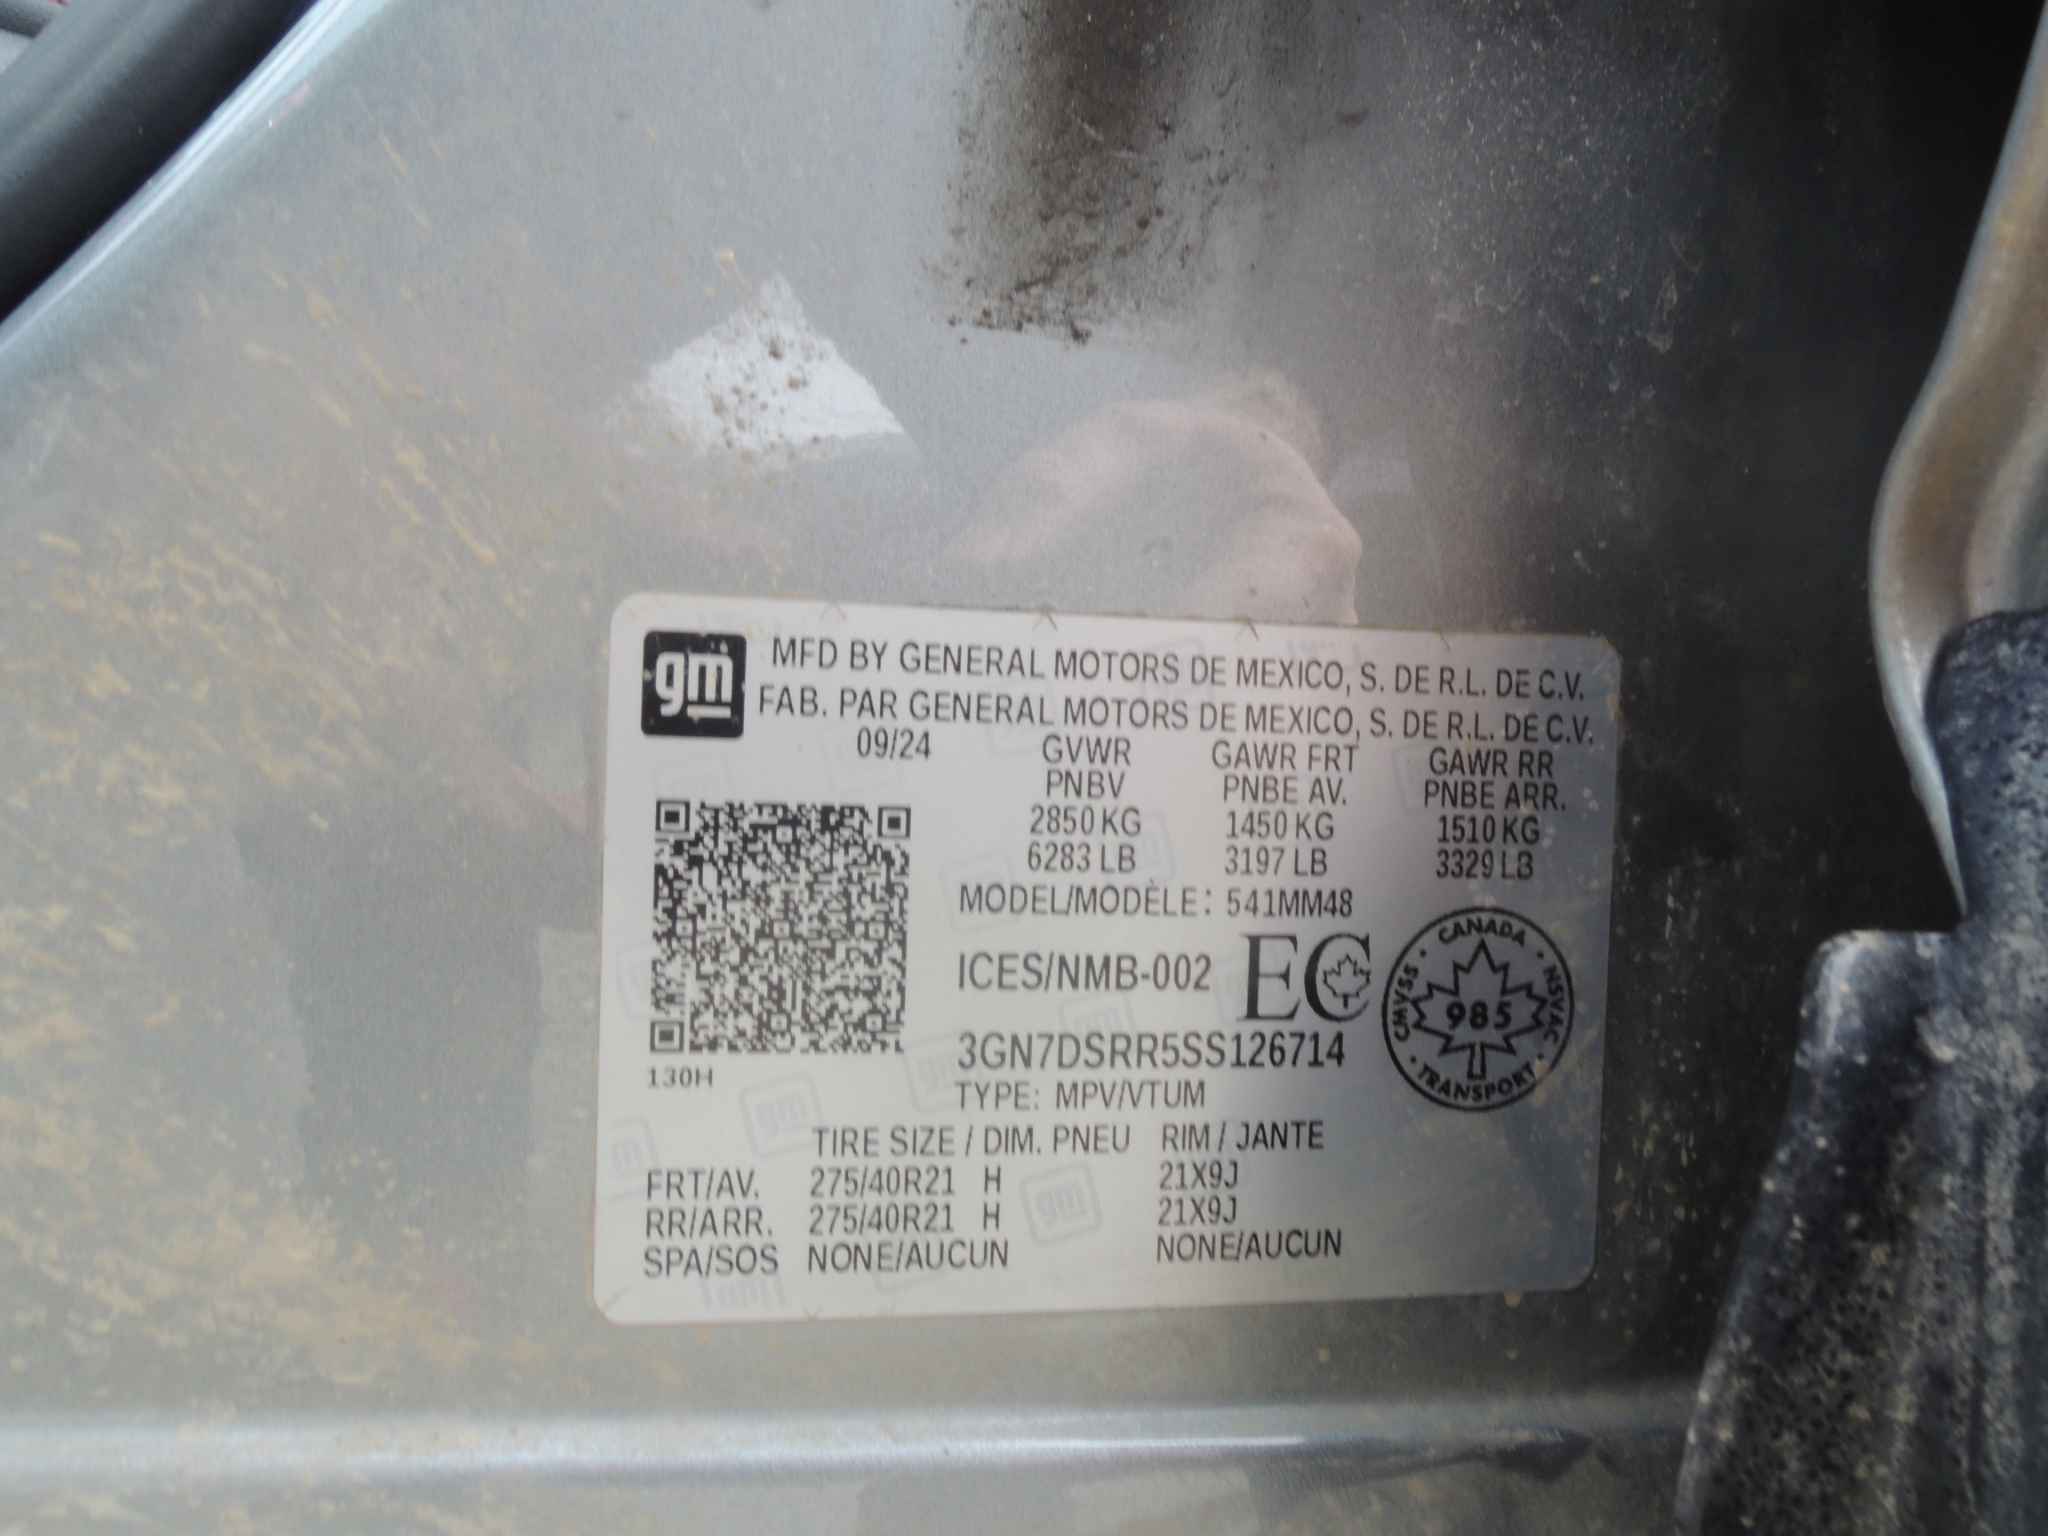 gm
MFD BY GENERAL MOTORS DE MEXICO, S. DE R.L. DE C.V.
FAB. PAR GENERAL MOTORS DE MEXICO, S. DE R.L. DE C.V.
09/24 GVWR GAWR FRT GAWR RR
PNBV PNBE AV. PNBE ARR.
2850 KG 1450 KG 1510 KG
6283 LB 3197 LB 3329 LB
MODEL/MODÈLE: 541MM48
ICES/NMB-002 EC
CANADA
CMVSS 985 NSVAC
TRANSPORT
3GN7DSRR5SS126714
130H
TYPE: MPV/VTUM
TIRE SIZE / DIM. PNEU RIM / JANTE
FRT/AV. 275/40R21 H 21X9J
RR/ARR. 275/40R21 H 21X9J
SPA/SOS NONE/AUCUN NONE/AUCUN